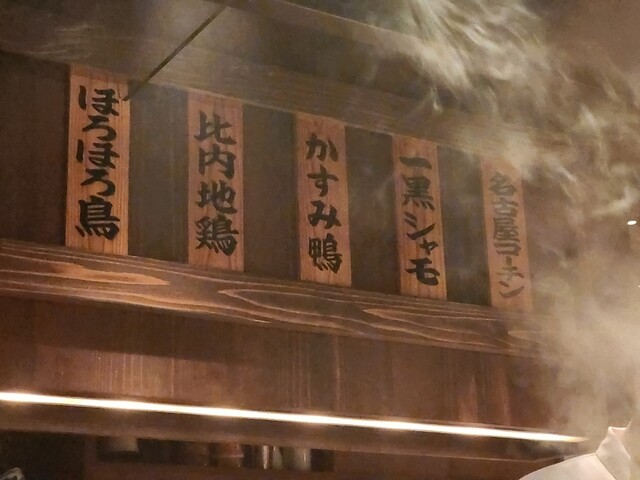 ほろほろ鳥
比内地鶏
かすみ鴨
一黒シャモ
名古屋コーチン